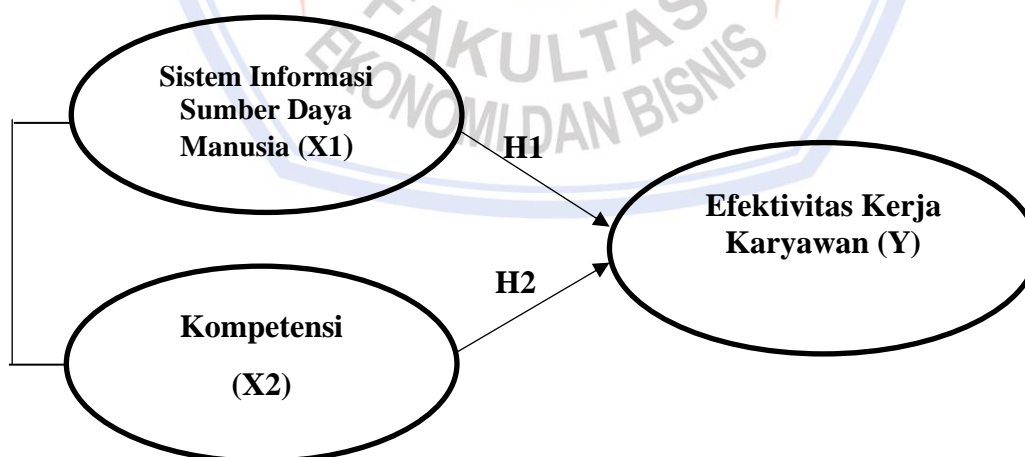 FAKULTAS
EKONOMI DAN BISNIS
Sistem Informasi
Sumber Daya
Manusia (X1)
H1
Efektivitas Kerja
Karyawan (Y)
H2
Kompetensi
(X2)